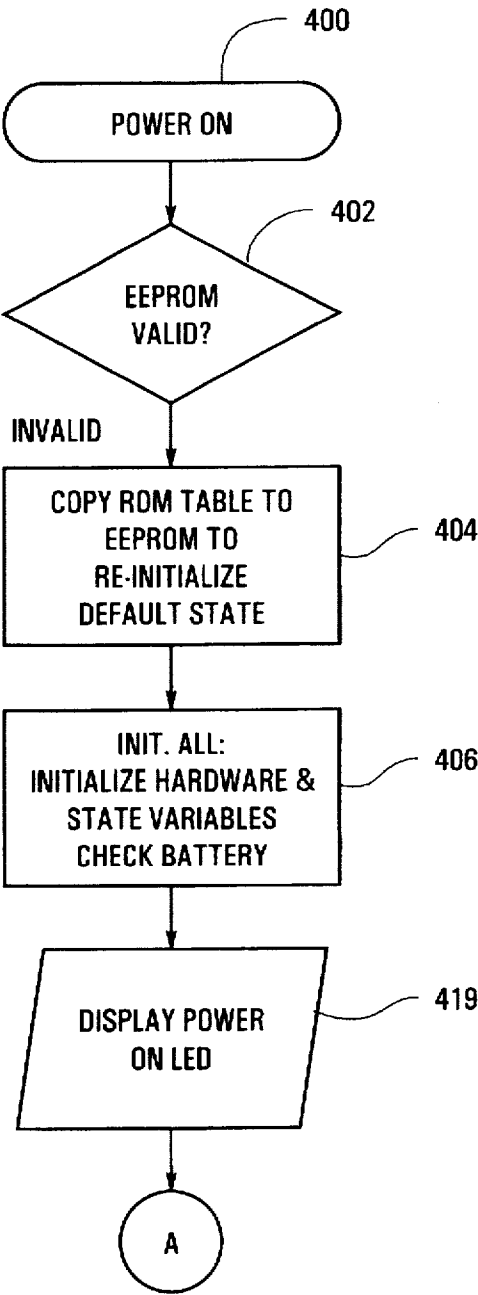 400
POWER ON
402
EEPROM
VALID?
INVALID
COPY ROM TABLE TO
EEPROM TO
RE-INITIALIZE
DEFAULT STATE
404
INIT. ALL:
INITIALIZE HARDWARE &
STATE VARIABLES
CHECK BATTERY
406
DISPLAY POWER
ON LED
419
A